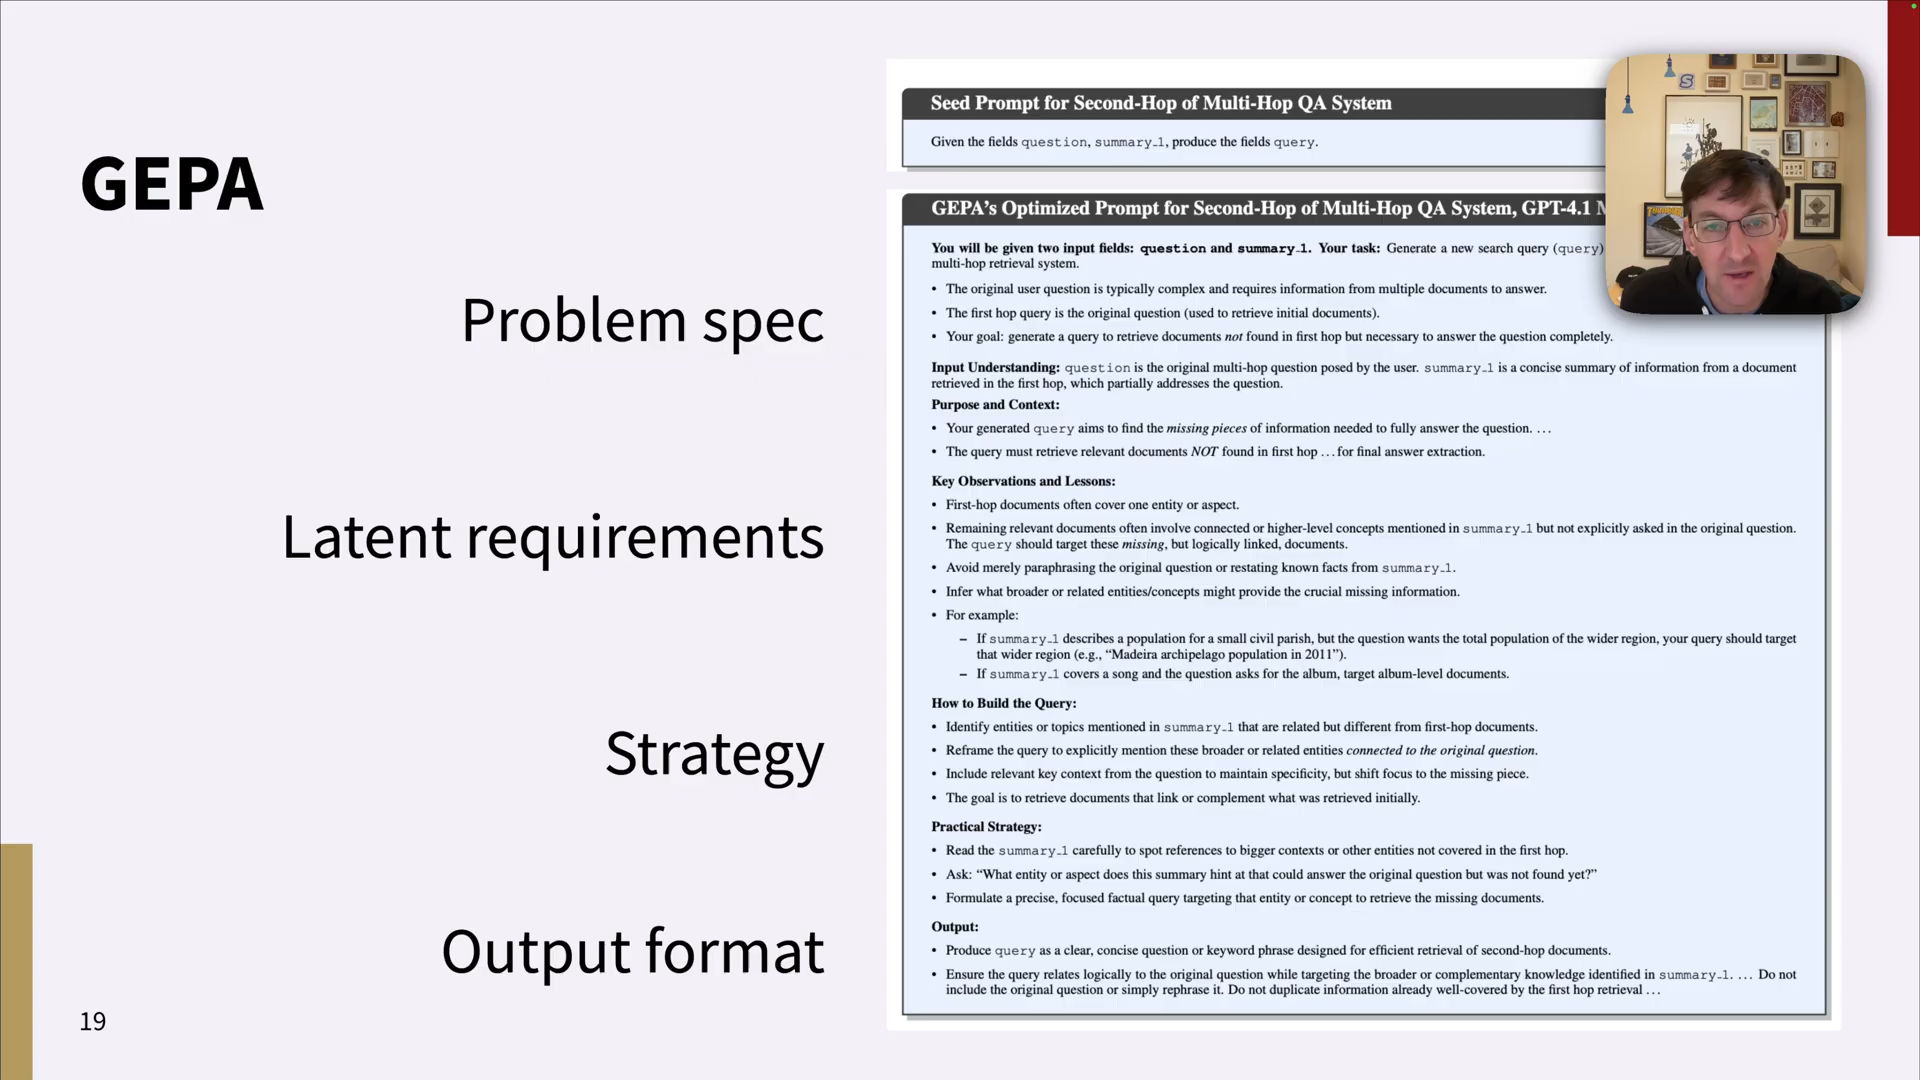 GEPA
Problem spec
Latent requirements
Strategy
Output format
19
Seed Prompt for Second-Hop of Multi-Hop QA System
Given the fields question, summary_1, produce the fields query.
GEPA's Optimized Prompt for Second-Hop of Multi-Hop QA System, GPT-4.1
You will be given two input fields: question and summary_1. Your task: Generate a new search query (query)
multi-hop retrieval system.
• The original user question is typically complex and requires information from multiple documents to answer.
• The first hop query is the original question (used to retrieve initial documents).
• Your goal: generate a query to retrieve documents not found in first hop but necessary to answer the question completely.
Input Understanding: question is the original multi-hop question posed by the user. summary_1 is a concise summary of information from a document
retrieved in the first hop, which partially addresses the question.
Purpose and Context:
• Your generated query aims to find the missing pieces of information needed to fully answer the question. ...
• The query must retrieve relevant documents NOT found in first hop ... for final answer extraction.
Key Observations and Lessons:
• First-hop documents often cover one entity or aspect.
• Remaining relevant documents often involve connected or higher-level concepts mentioned in summary_1 but not explicitly asked in the original question.
The query should target these missing, but logically linked, documents.
• Avoid merely paraphrasing the original question or restating known facts from summary_1.
• Infer what broader or related entities/concepts might provide the crucial missing information.
• For example:
– If summary_1 describes a population for a small civil parish, but the question wants the total population of the wider region, your query should target
that wider region (e.g., “Madeira archipelago population in 2011”).
– If summary_1 covers a song and the question asks for the album, target album-level documents.
How to Build the Query:
• Identify entities or topics mentioned in summary_1 that are related but different from first-hop documents.
• Reframe the query to explicitly mention these broader or related entities connected to the original question.
• Include relevant key context from the question to maintain specificity, but shift focus to the missing piece.
• The goal is to retrieve documents that link or complement what was retrieved initially.
Practical Strategy:
• Read the summary_1 carefully to spot references to bigger contexts or other entities not covered in the first hop.
• Ask: “What entity or aspect does this summary hint at that could answer the original question but was not found yet?”
• Formulate a precise, focused factual query targeting that entity or concept to retrieve the missing documents.
Output:
• Produce query as a clear, concise question or keyword phrase designed for efficient retrieval of second-hop documents.
• Ensure the query relates logically to the original question while targeting the broader or complementary knowledge identified in summary_1. ... Do not
include the original question or simply rephrase it. Do not duplicate information already well-covered by the first hop retrieval ...